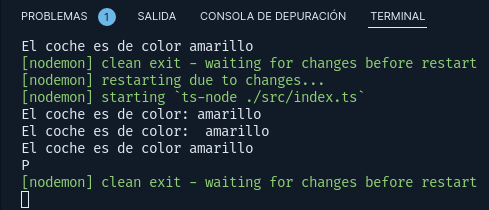 PROBLEMAS 1 SALIDA CONSOLA DE DEPURACIÓN TERMINAL
El coche es de color amarillo
[nodemon] clean exit - waiting for changes before restart
[nodemon] restarting due to changes...
[nodemon] starting `ts-node ./src/index.ts`
El coche es de color: amarillo
El coche es de color:  amarillo
El coche es de color amarillo
P
[nodemon] clean exit - waiting for changes before restart